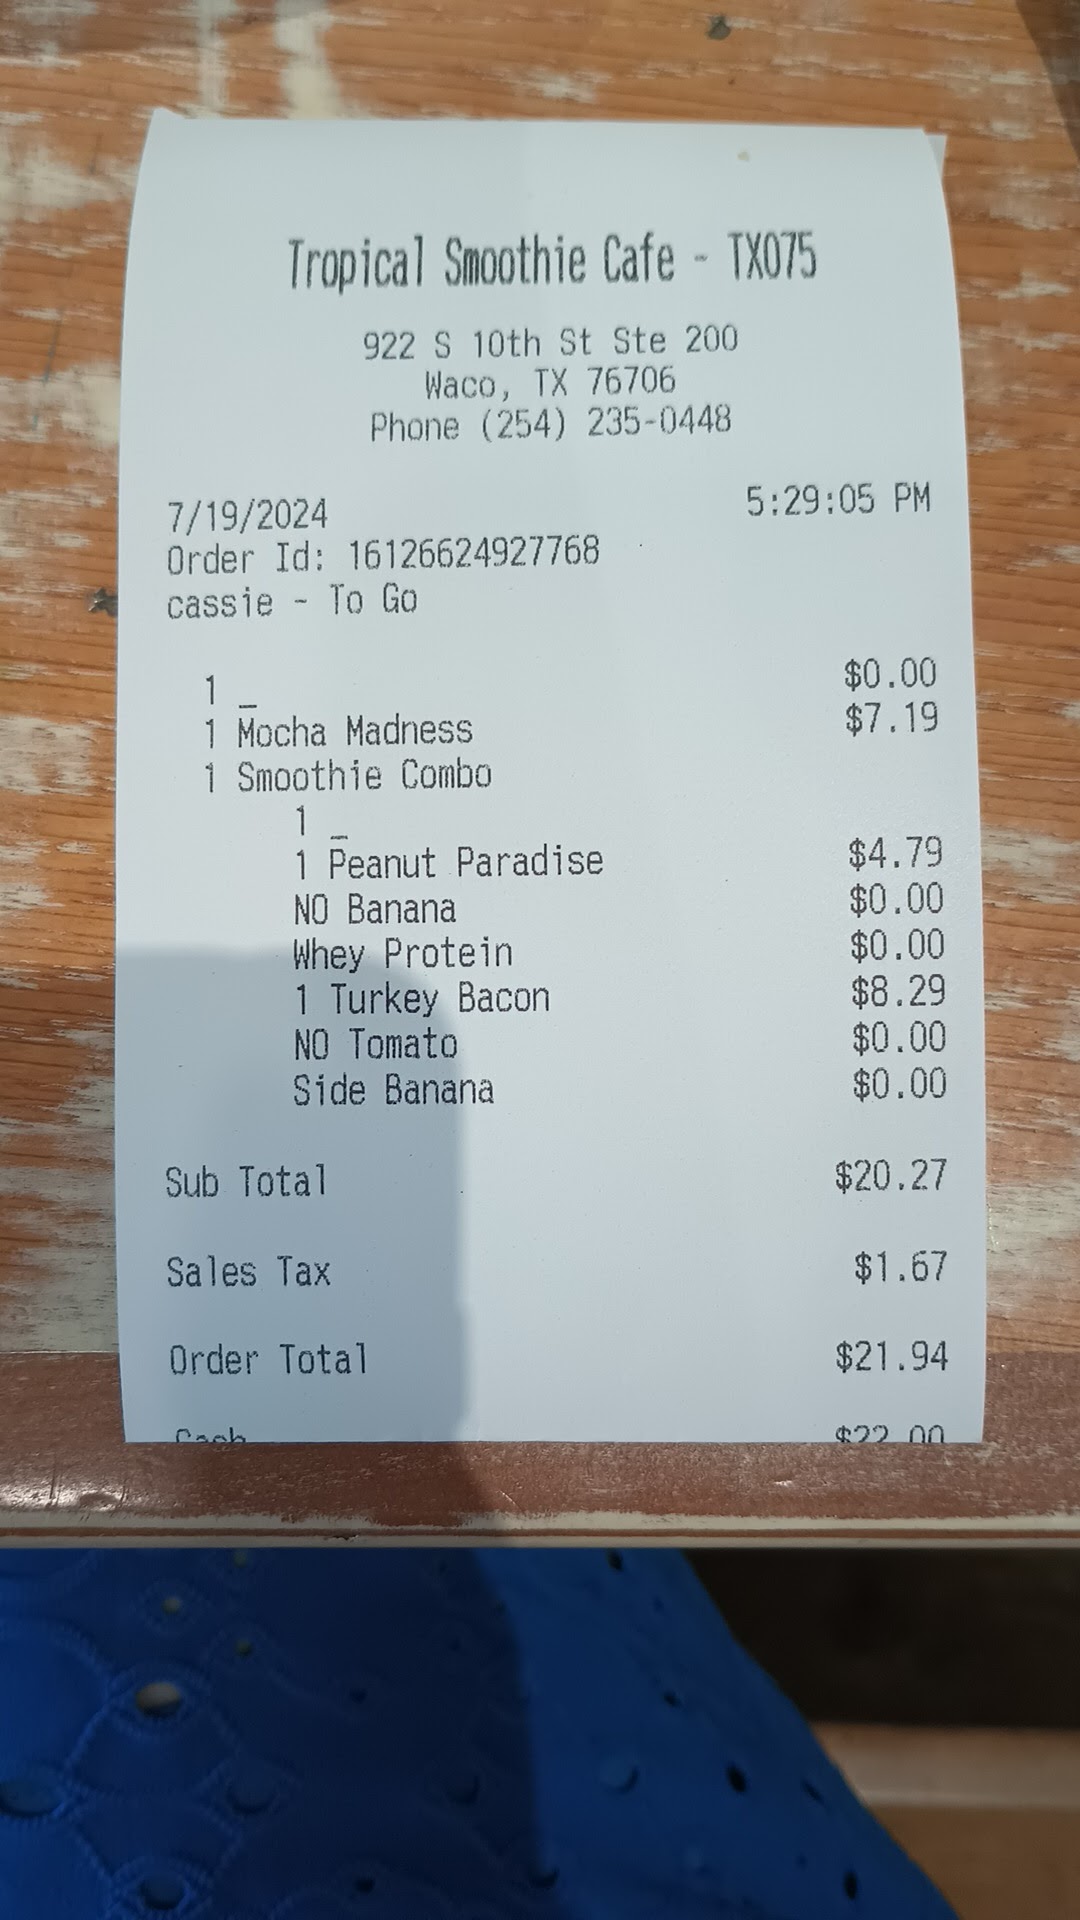 Tropical Smoothie Cafe - TX075
922 S 10th St Ste 200
Waco, TX 76706
Phone (254) 235-0448
7/19/2024 5:29:05 PM
Order Id: 16126624927768
cassie - To Go
1 _ $0.00
1 Mocha Madness $7.19
1 Smoothie Combo
1 _
1 Peanut Paradise $4.79
NO Banana $0.00
Whey Protein $0.00
1 Turkey Bacon $8.29
NO Tomato $0.00
Side Banana $0.00
Sub Total $20.27
Sales Tax $1.67
Order Total $21.94
Cash $22.00